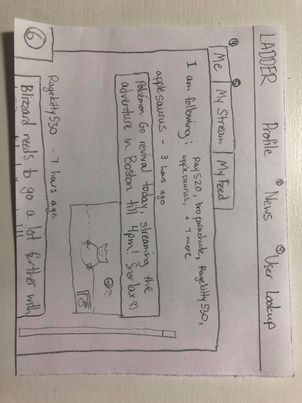 LADDER Profile News User Lookup
Me My Stream My Feed
I am following: Ray520, broparachute, Ragekitty530,
applesaurus, + 7 more
applesaurus - 3 hours ago
Pokémon Go revival today, streaming the
adventure in Boston till 4pm! Snorlax ♡
Ragekitty530 - 7 hours ago
6
Blizzard needs to go a lot further with